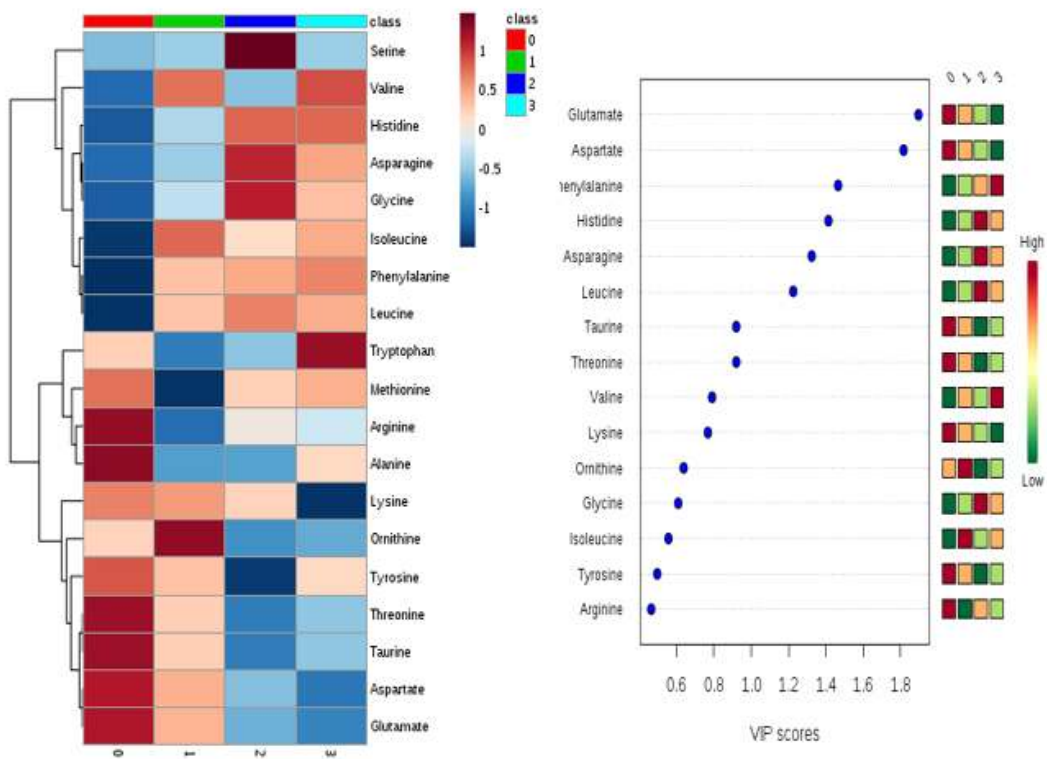 class
Serine
Valine
Histidine
Asparagine
Glycine
Isoleucine
Phenylalanine
Leucine
Tryptophan
Methionine
Arginine
Alanine
Lysine
Ornithine
Tyrosine
Threonine
Taurine
Aspartate
Glutamate
0 1 2 3
1
0.5
0
-0.5
-1
class
0
1
2
3
0 1 2 3
Glutamate
Aspartate
henylalanine
Histidine
Asparagine
Leucine
Taurine
Threonine
Valine
Lysine
Ornithine
Glycine
Isoleucine
Tyrosine
Arginine
0.6 0.8 1.0 1.2 1.4 1.6 1.8
VIP scores
High
Low